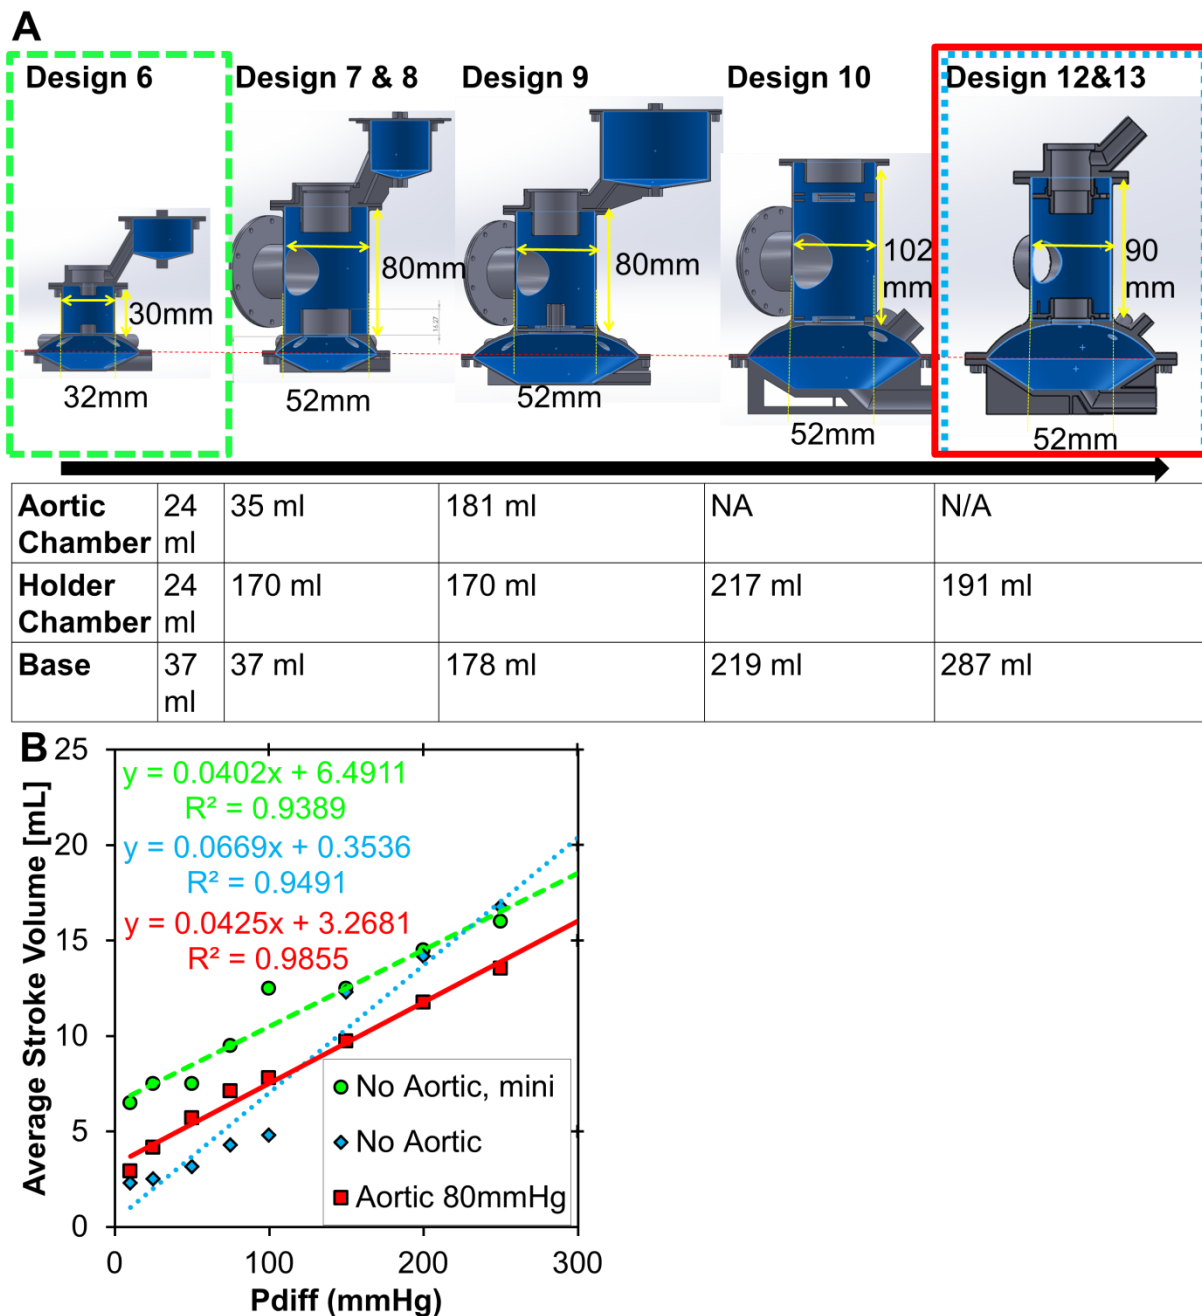 A
Design 6
Design 7 & 8
Design 9
Design 10
Design 12&13
30mm
32mm
80mm
16.27
52mm
80mm
52mm
102
mm
52mm
90
mm
52mm
Aortic Chamber 24 ml 35 ml 181 ml NA N/A
Holder Chamber 24 ml 170 ml 170 ml 217 ml 191 ml
Base 37 ml 37 ml 178 ml 219 ml 287 ml
B
y = 0.0402x + 6.4911
R² = 0.9389
y = 0.0669x + 0.3536
R² = 0.9491
y = 0.0425x + 3.2681
R² = 0.9855
No Aortic, mini
No Aortic
Aortic 80mmHg
Average Stroke Volume [mL]
25
20
15
10
5
0
0 100 200 300
Pdiff (mmHg)